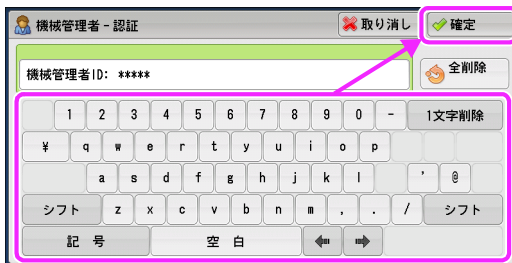 機械管理者 - 認証 取り消し 確定
機械管理者ID: ***** 全削除
1 2 3 4 5 6 7 8 9 0 - 1文字削除
¥ q w e r t y u i o p
a s d f g h j k l , @
シフト z x c v b n m , . / シフト
記 号 空 白